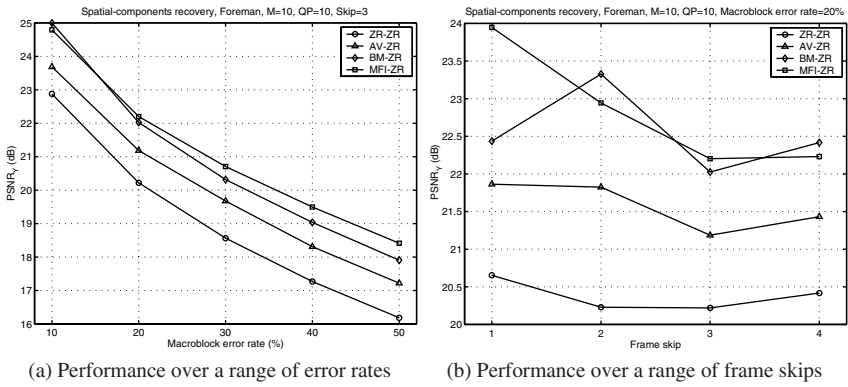 Spatial-components recovery, Foreman, M=10, QP=10, Skip=3
25
24
23
22
21
20
19
18
17
16
PSNR_Y (dB)
10
20
30
40
50
Macroblock error rate (%)
ZR-ZR
AV-ZR
BM-ZR
MFI-ZR
(a) Performance over a range of error rates
Spatial-components recovery, Foreman, M=10, QP=10, Macroblock error rate=20%
24
23.5
23
22.5
22
21.5
21
20.5
20
PSNR_Y (dB)
1
2
3
4
Frame skip
ZR-ZR
AV-ZR
BM-ZR
MFI-ZR
(b) Performance over a range of frame skips